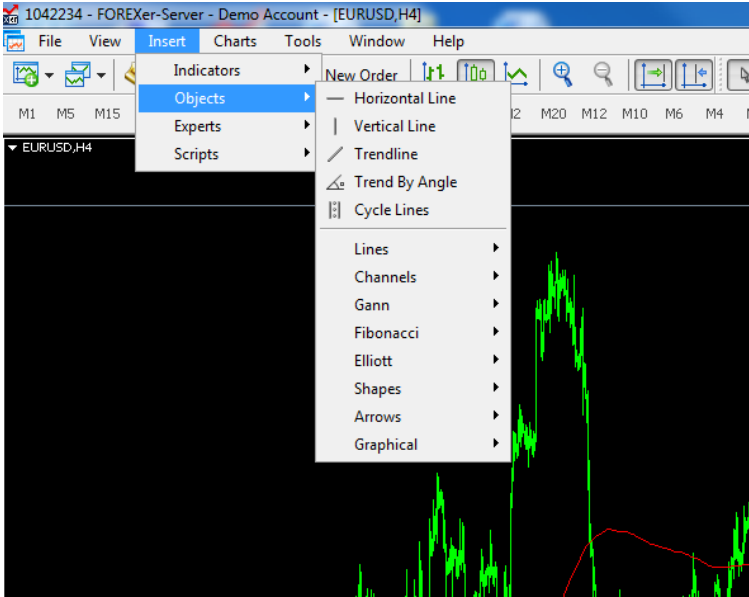 1042234 - FOREXer-Server - Demo Account - [EURUSD,H4]
File View Insert Charts Tools Window Help
New Order
M1 M5 M15 M20 M12 M10 M6 M4
EURUSD,H4
Indicators
Objects
Experts
Scripts
Horizontal Line
Vertical Line
Trendline
Trend By Angle
Cycle Lines
Lines
Channels
Gann
Fibonacci
Elliott
Shapes
Arrows
Graphical